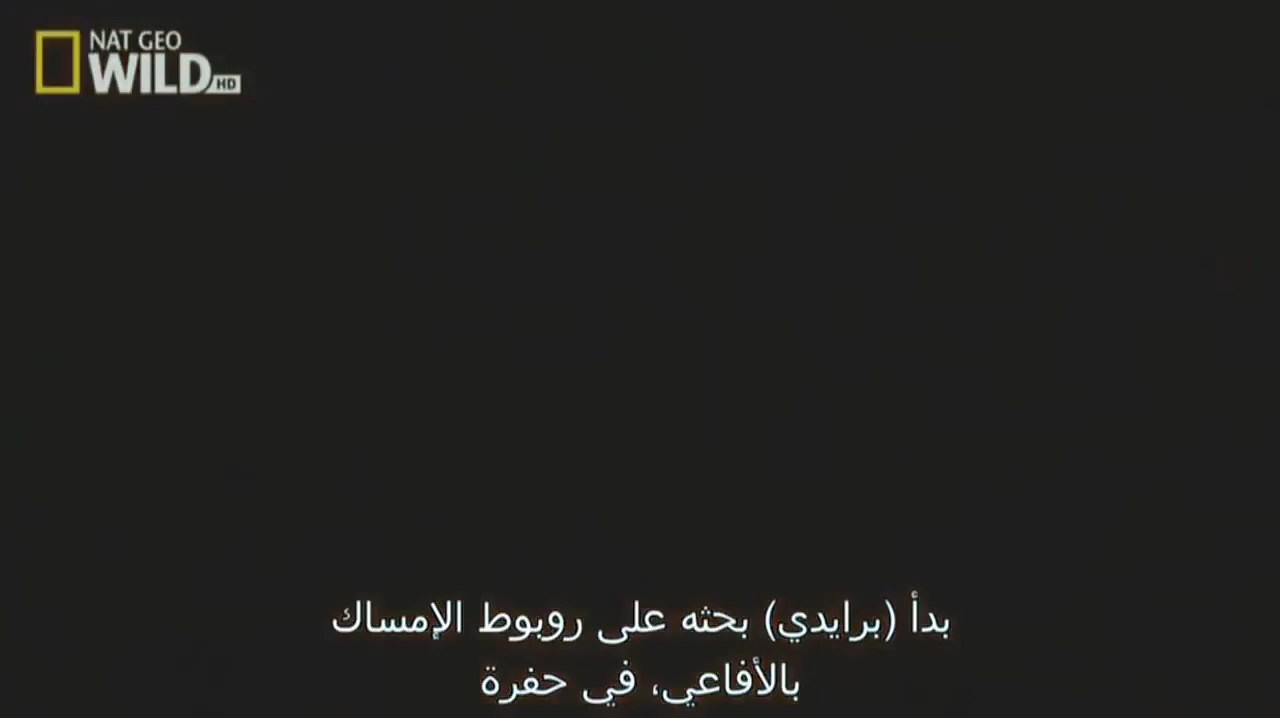 NAT GEO
WILD HD
بدأ (برايدي) بحثه على روبوط الإمساك
بالأفاعي، في حفرة